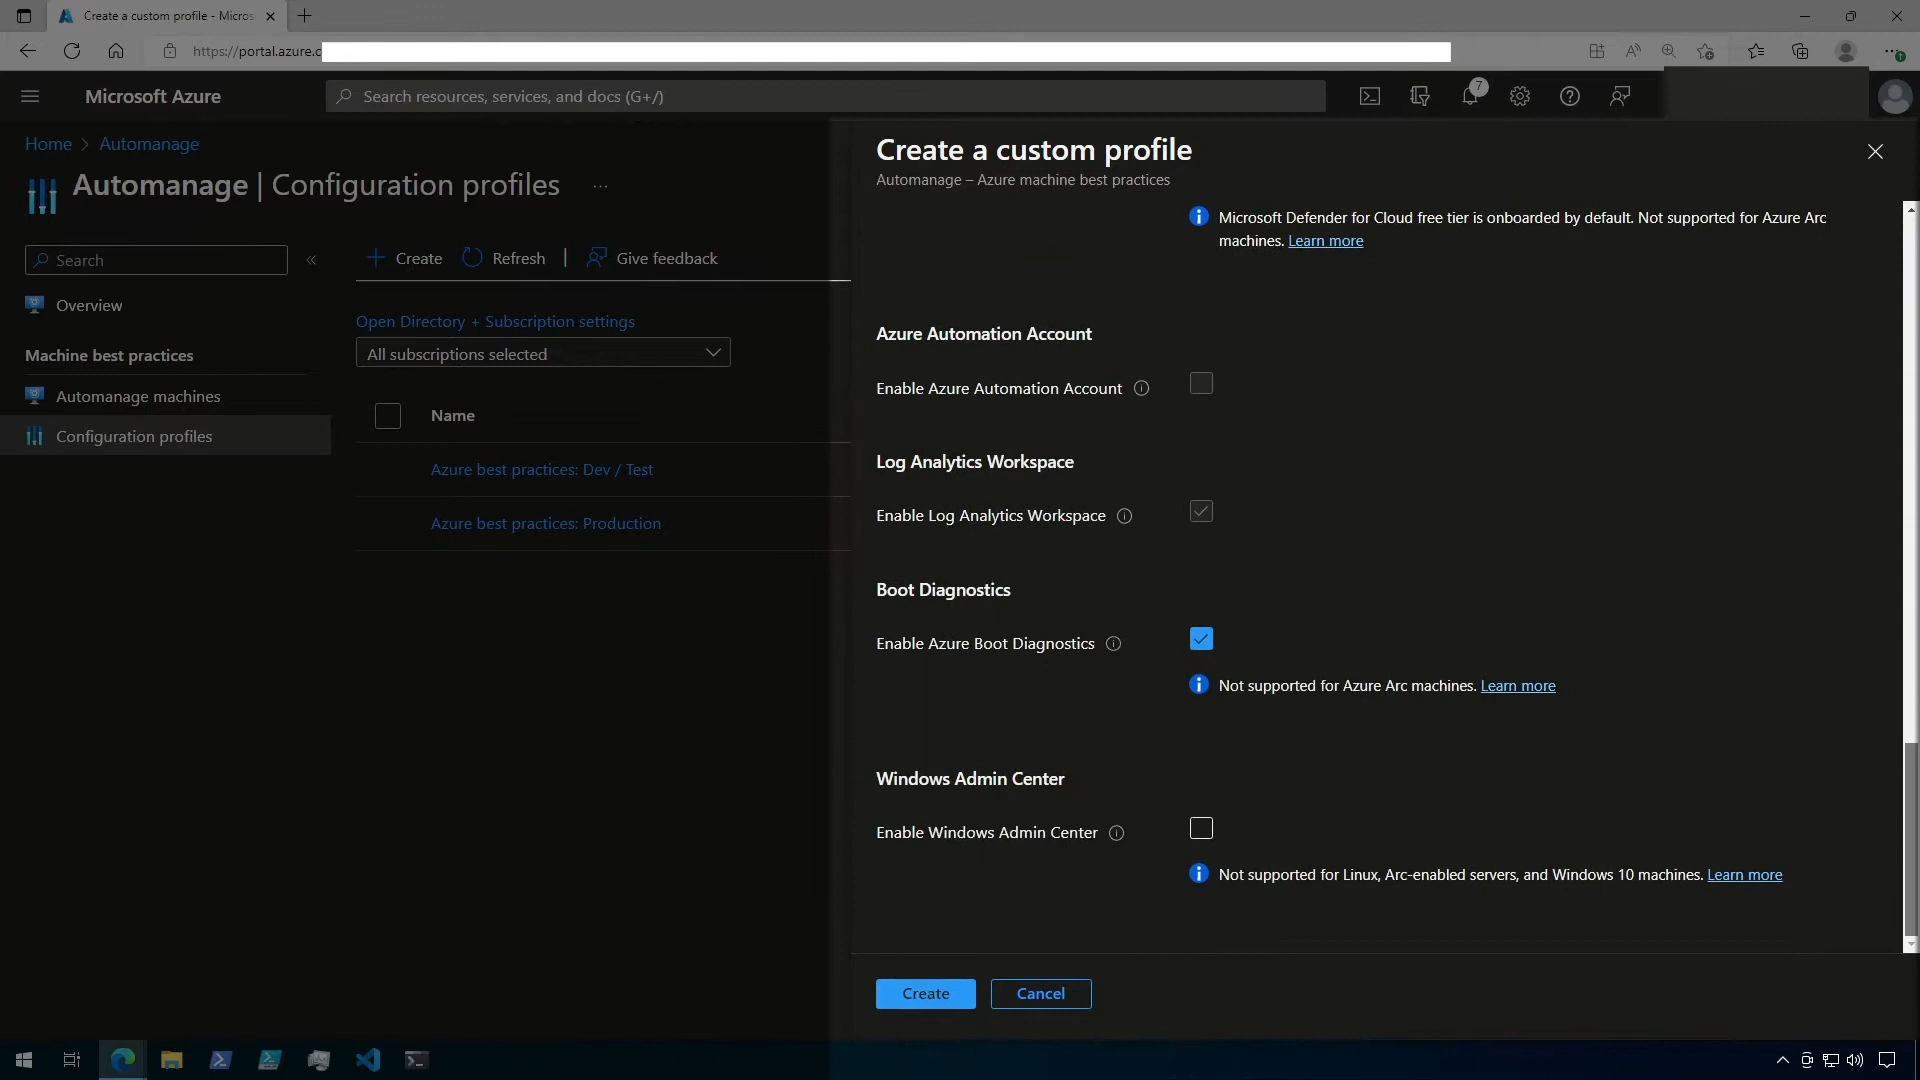 Create a custom profile - Micros
https://portal.azure.c
Microsoft Azure
Search resources, services, and docs (G+/)
7
Home > Automanage
Automanage | Configuration profiles
...
Search
«
Overview
Machine best practices
Automanage machines
Configuration profiles
+ Create
Refresh
|
Give feedback
Open Directory + Subscription settings
All subscriptions selected
Name
Azure best practices: Dev / Test
Azure best practices: Production
Create a custom profile
Automanage – Azure machine best practices
Microsoft Defender for Cloud free tier is onboarded by default. Not supported for Azure Arc
machines. Learn more
Azure Automation Account
Enable Azure Automation Account
Log Analytics Workspace
Enable Log Analytics Workspace
Boot Diagnostics
Enable Azure Boot Diagnostics
Not supported for Azure Arc machines. Learn more
Windows Admin Center
Enable Windows Admin Center
Not supported for Linux, Arc-enabled servers, and Windows 10 machines. Learn more
Create
Cancel